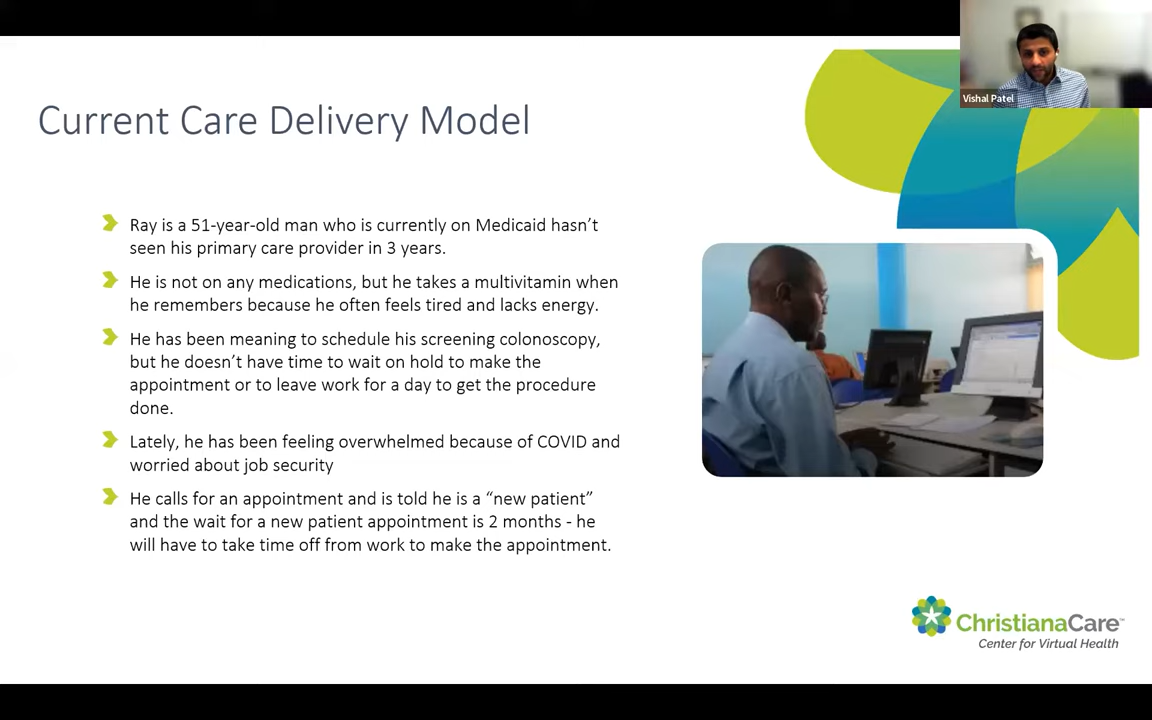 Vishal Patel
Current Care Delivery Model
Ray is a 51-year-old man who is currently on Medicaid hasn’t
seen his primary care provider in 3 years.
He is not on any medications, but he takes a multivitamin when
he remembers because he often feels tired and lacks energy.
He has been meaning to schedule his screening colonoscopy,
but he doesn’t have time to wait on hold to make the
appointment or to leave work for a day to get the procedure
done.
Lately, he has been feeling overwhelmed because of COVID and
worried about job security
He calls for an appointment and is told he is a “new patient”
and the wait for a new patient appointment is 2 months - he
will have to take time off from work to make the appointment.
ChristianaCare™
Center for Virtual Health